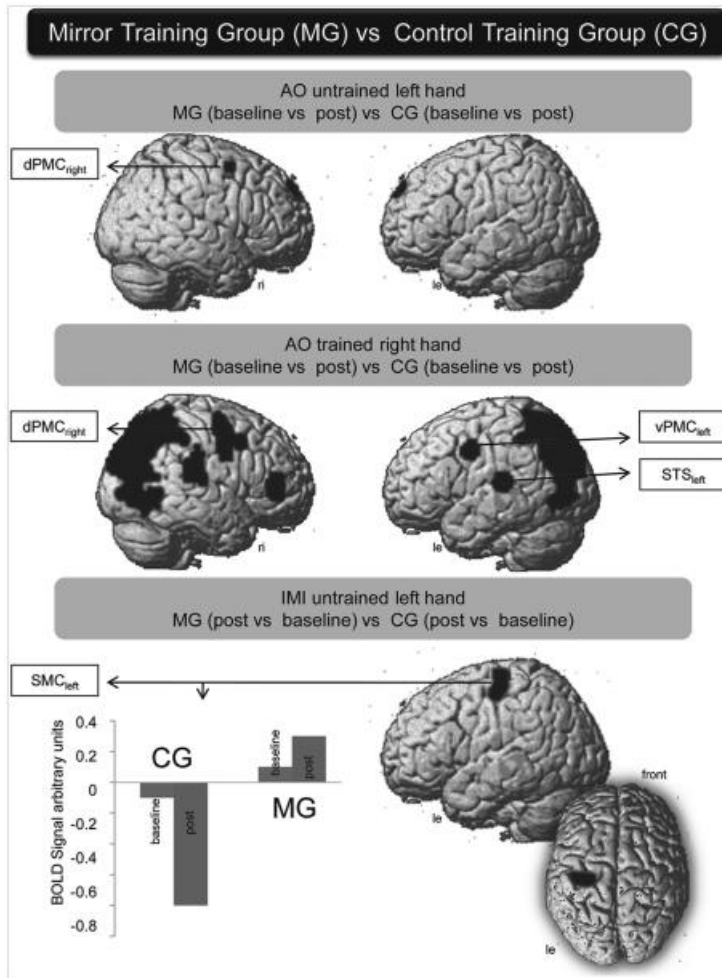 Mirror Training Group (MG) vs Control Training Group (CG)
AO untrained left hand
MG (baseline vs post) vs CG (baseline vs post)
dPMCright
ri
le
AO trained right hand
MG (baseline vs post) vs CG (baseline vs post)
dPMCright
vPMCleft
STSleft
ri
le
IMI untrained left hand
MG (post vs baseline) vs CG (post vs baseline)
SMCleft
BOLD Signal arbitrary units
0.4
0.2
0
-0.2
-0.4
-0.6
-0.8
CG
baseline
post
baseline
post
MG
le
front
le